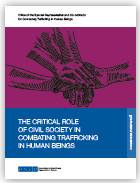 Office of the Special Representative and Co-ordinator
for Combating Trafficking in Human Beings
THE CRITICAL ROLE
OF CIVIL SOCIETY IN
COMBATING TRAFFICKING
IN HUMAN BEINGS